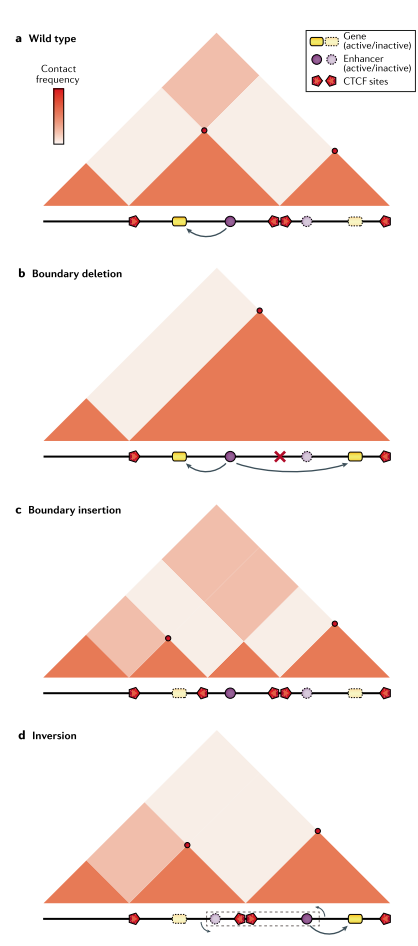 a Wild type
Contact
frequency
Gene
(active/inactive)
Enhancer
(active/inactive)
CTCF sites
b Boundary deletion
c Boundary insertion
d Inversion